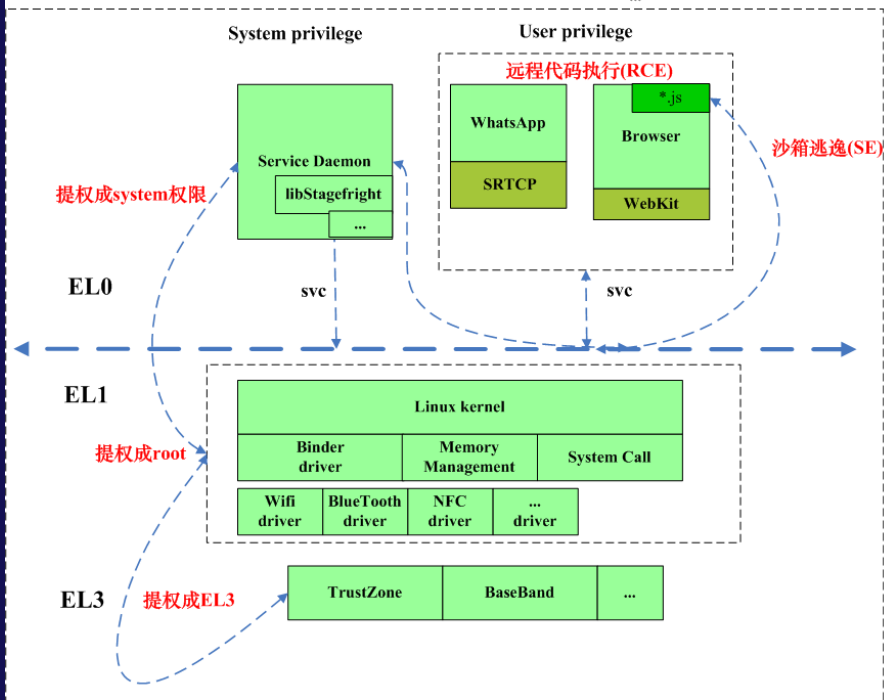 System privilege
User privilege
远程代码执行(RCE)
*.js
WhatsApp
Browser
沙箱逃逸(SE)
Service Daemon
提权成system权限
libStagefright
SRTCP
WebKit
...
EL0
svc
svc
EL1
Linux kernel
提权成root
Binder
driver
Memory
Management
System Call
Wifi
driver
BlueTooth
driver
NFC
driver
...
driver
EL3
提权成EL3
TrustZone
BaseBand
...